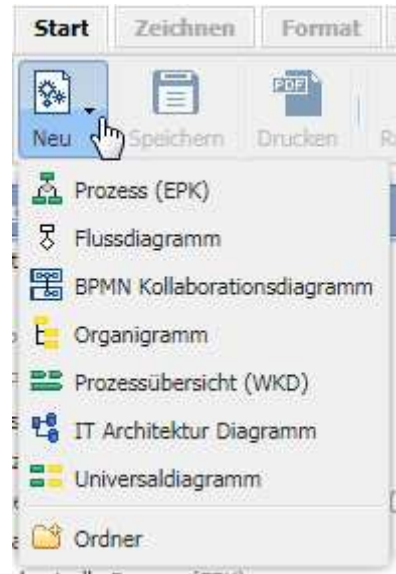 Start Zeichnen Format
PDF
Neu Speichern Drucken
Prozess (EPK)
Flussdiagramm
BPMN Kollaborationsdiagramm
Organigramm
Prozessübersicht (WKD)
IT Architektur Diagramm
Universaldiagramm
Ordner